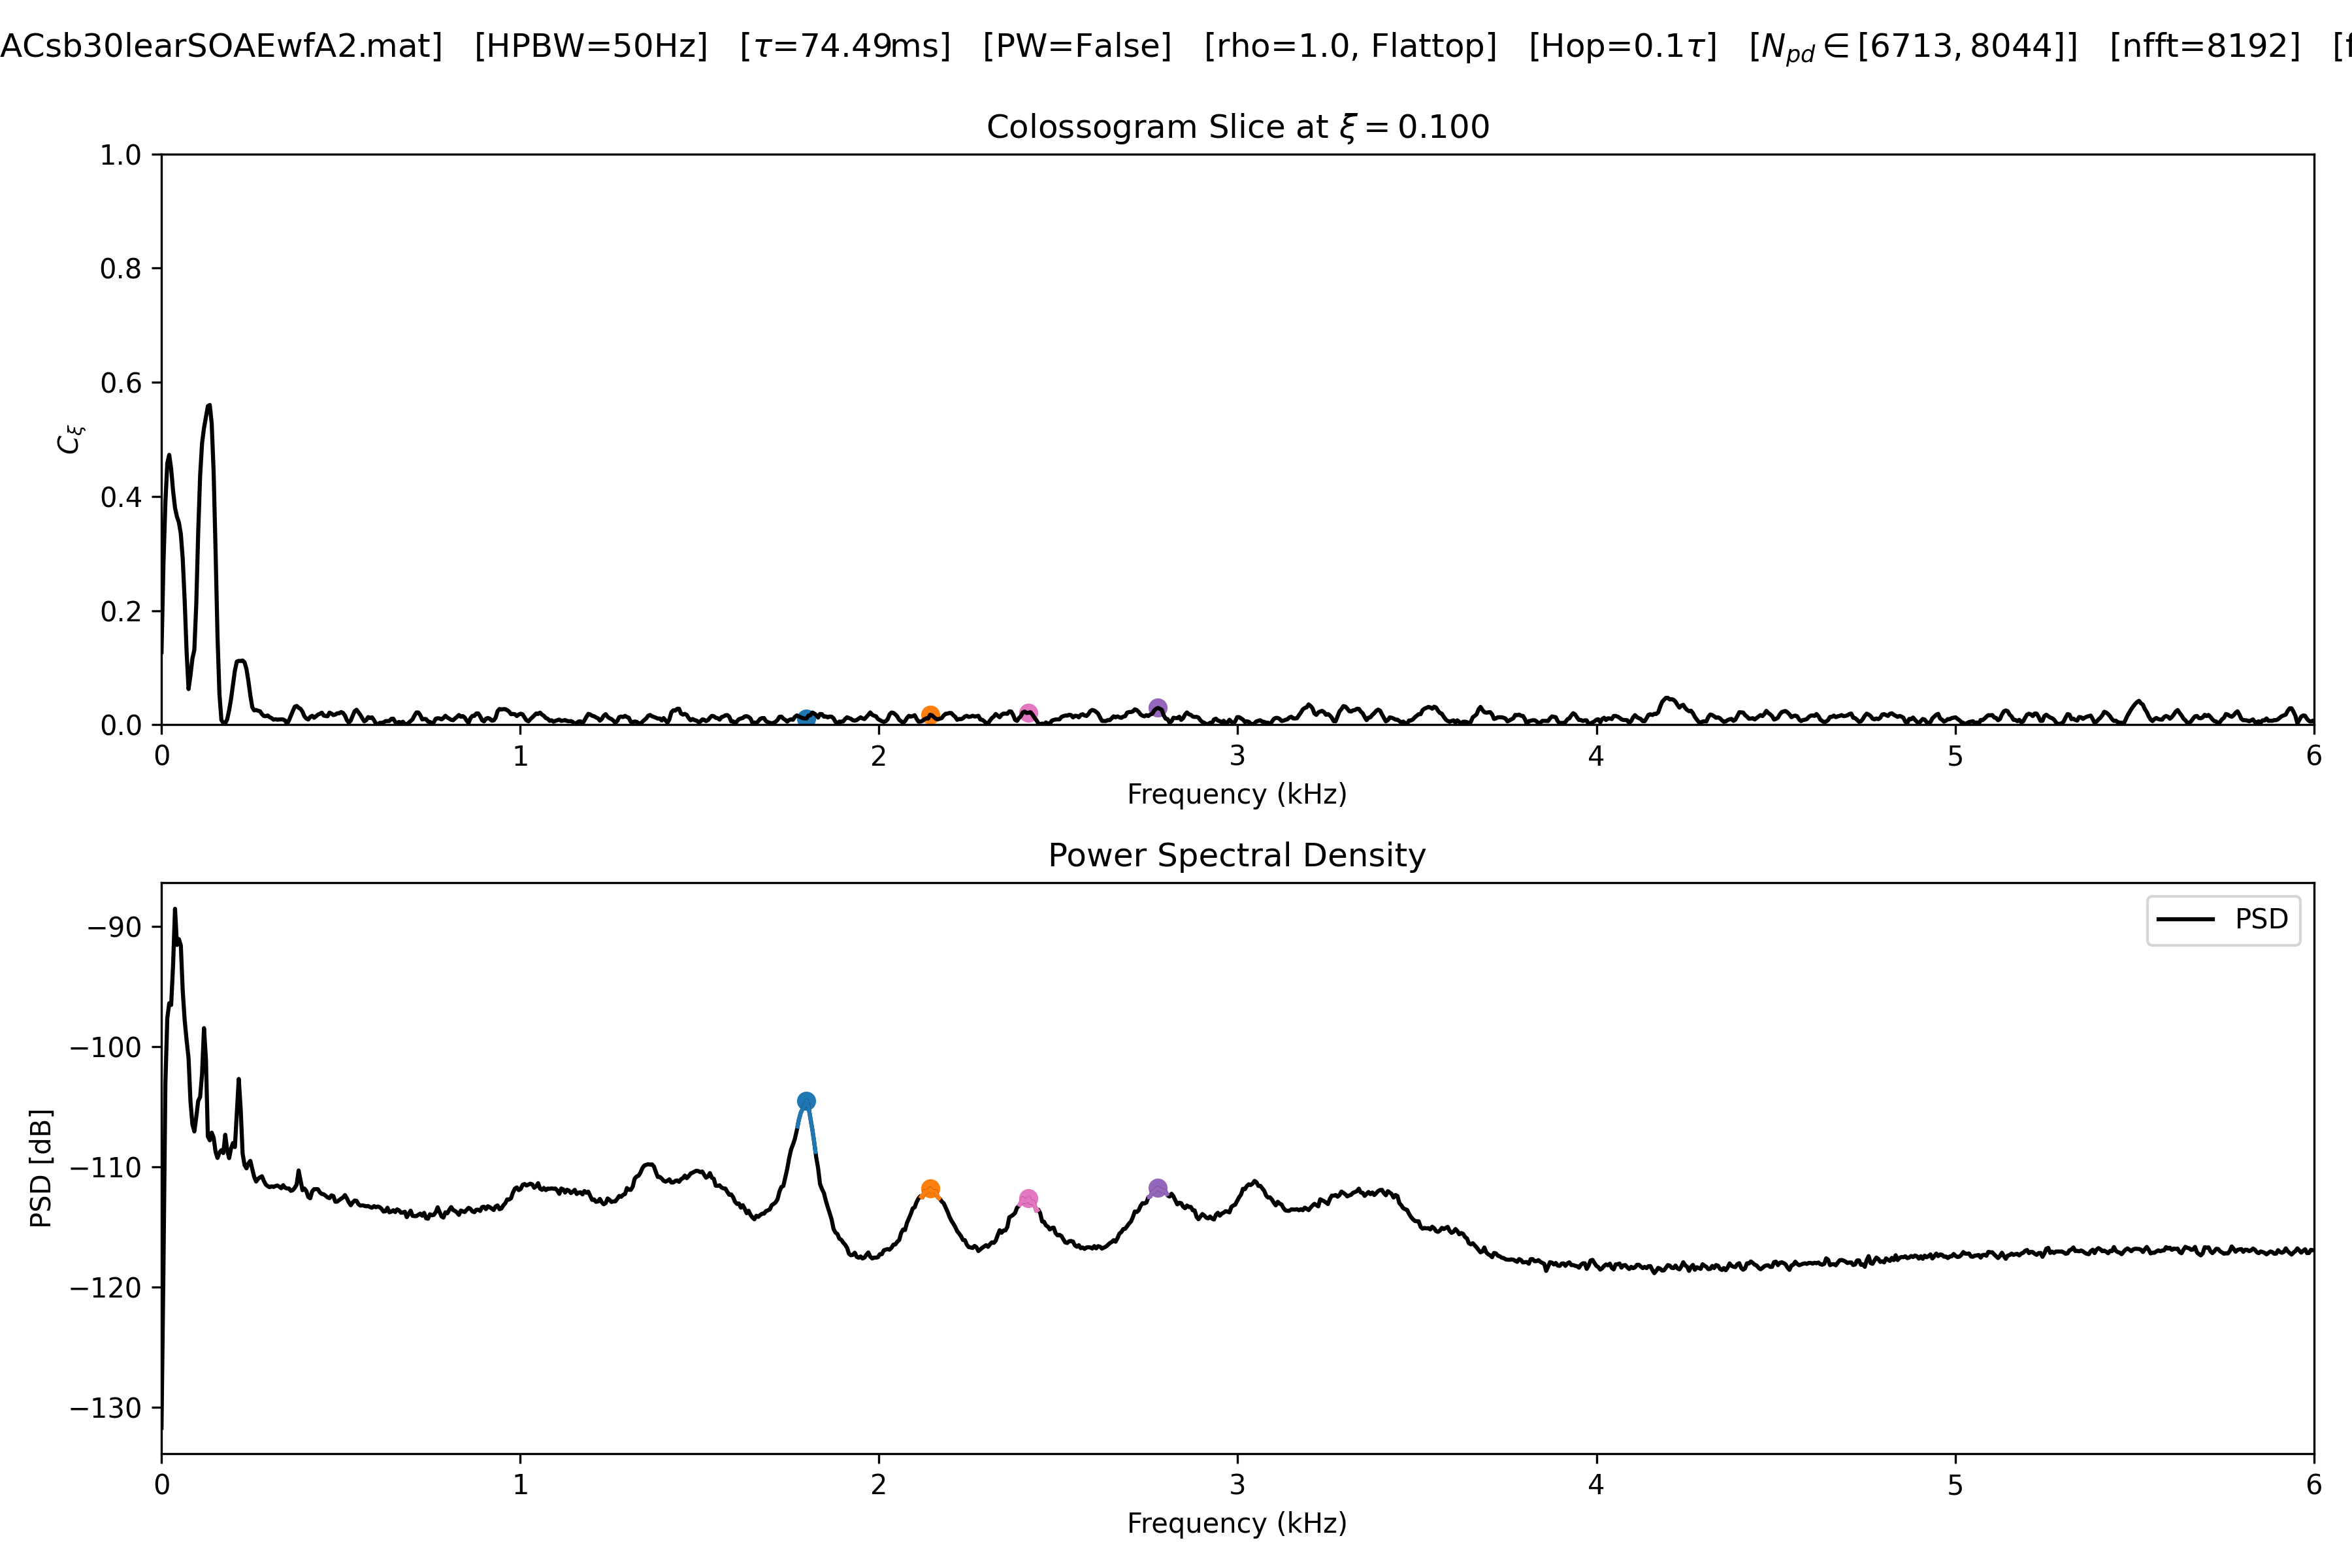 ACsb30learSOAEwfA2.mat] [HPBW=50Hz] [τ=74.49ms] [PW=False] [rho=1.0, Flattop] [Hop=0.1τ] [N_pd ∈ [6713, 8044]] [nfft=8192] [f
Colossogram Slice at ξ = 0.100
1.0
0.8
0.6
0.4
0.2
0.0
C_ξ
0 1 2 3 4 5 6
Frequency (kHz)
Power Spectral Density
PSD
−90
−100
−110
−120
−130
PSD [dB]
0 1 2 3 4 5 6
Frequency (kHz)